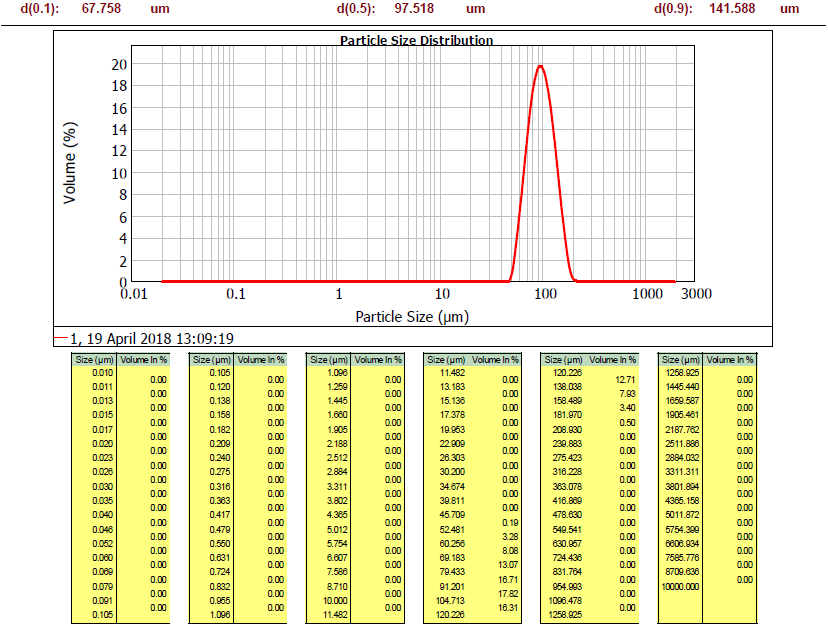 d(0.1): 67.758 um d(0.5): 97.518 um d(0.9): 141.588 um
Particle Size Distribution
Volume (%)
20
18
16
14
12
10
8
6
4
2
0
0.01 0.1 1 10 100 1000 3000
Particle Size (µm)
1, 19 April 2018 13:09:19
Size (µm) Volume In % Size (µm) Volume In % Size (µm) Volume In % Size (µm) Volume In % Size (µm) Volume In % Size (µm) Volume In %
0.010 0.105 1.096 11.482 120.226 1258.925
0.00 0.00 0.00 0.00 12.71 0.00
0.011 0.120 1.259 13.183 138.038 1445.440
0.00 0.00 0.00 0.00 7.93 0.00
0.013 0.138 1.445 15.136 158.489 1659.587
0.00 0.00 0.00 0.00 3.40 0.00
0.015 0.158 1.660 17.378 181.970 1905.461
0.00 0.00 0.00 0.00 0.50 0.00
0.017 0.182 1.905 19.953 208.930 2187.762
0.00 0.00 0.00 0.00 0.00 0.00
0.020 0.209 2.188 22.909 239.883 2511.886
0.00 0.00 0.00 0.00 0.00 0.00
0.023 0.240 2.512 26.303 275.423 2884.032
0.00 0.00 0.00 0.00 0.00 0.00
0.026 0.275 2.884 30.200 316.228 3311.311
0.00 0.00 0.00 0.00 0.00 0.00
0.030 0.316 3.311 34.674 363.078 3801.894
0.00 0.00 0.00 0.00 0.00 0.00
0.035 0.363 3.802 39.811 416.869 4365.158
0.00 0.00 0.00 0.00 0.00 0.00
0.040 0.417 4.365 45.709 478.630 5011.872
0.00 0.00 0.00 0.19 0.00 0.00
0.046 0.479 5.012 52.481 549.541 5754.399
0.00 0.00 0.00 3.28 0.00 0.00
0.052 0.550 5.754 60.256 630.957 6606.934
0.00 0.00 0.00 8.08 0.00 0.00
0.060 0.631 6.607 69.183 724.436 7585.776
0.00 0.00 0.00 13.07 0.00 0.00
0.069 0.724 7.586 79.433 831.764 8709.636
0.00 0.00 0.00 16.71 0.00 0.00
0.079 0.832 8.710 91.201 954.993 10000.000
0.00 0.00 0.00 17.82 0.00
0.091 0.955 10.000 104.713 1096.478
0.00 0.00 0.00 16.31 0.00
0.105 1.096 11.482 120.226 1258.925